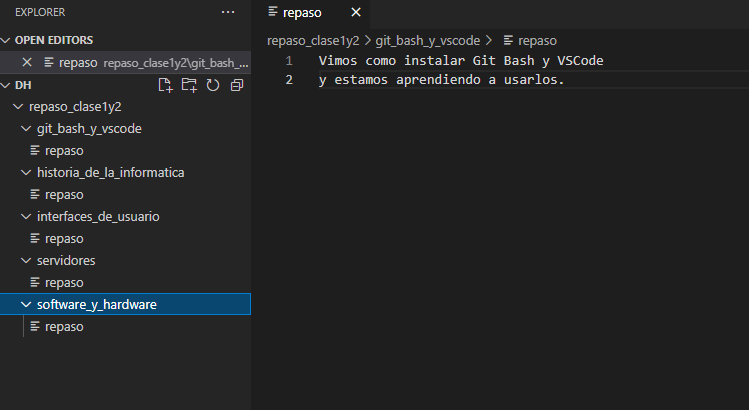 EXPLORER
OPEN EDITORS
repaso repaso_clase1y2\git_bash_...
DH
repaso_clase1y2
git_bash_y_vscode
repaso
historia_de_la_informatica
repaso
interfaces_de_usuario
repaso
servidores
repaso
software_y_hardware
repaso
repaso
repaso_clase1y2 > git_bash_y_vscode > repaso
1 Vimos como instalar Git Bash y VSCode
2 y estamos aprendiendo a usarlos.